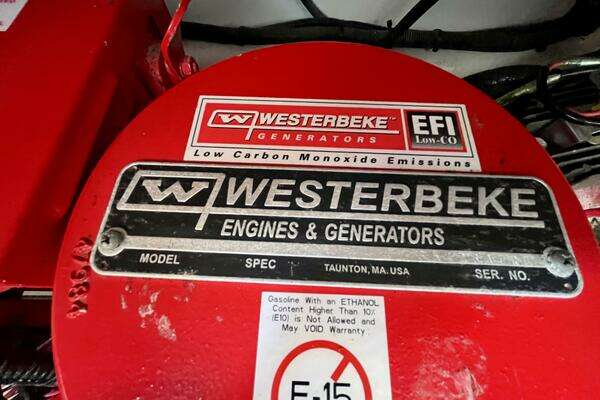 WESTERBEKE™
GENERATORS
EFI
Low-CO
Low Carbon Monoxide Emissions
WESTERBEKE
ENGINES & GENERATORS
MODEL SPEC TAUNTON, MA. USA SER. NO.
Gasoline With an ETHANOL
Content Higher Than 10%
(E10) is Not Allowed and
May VOID Warranty
E-15